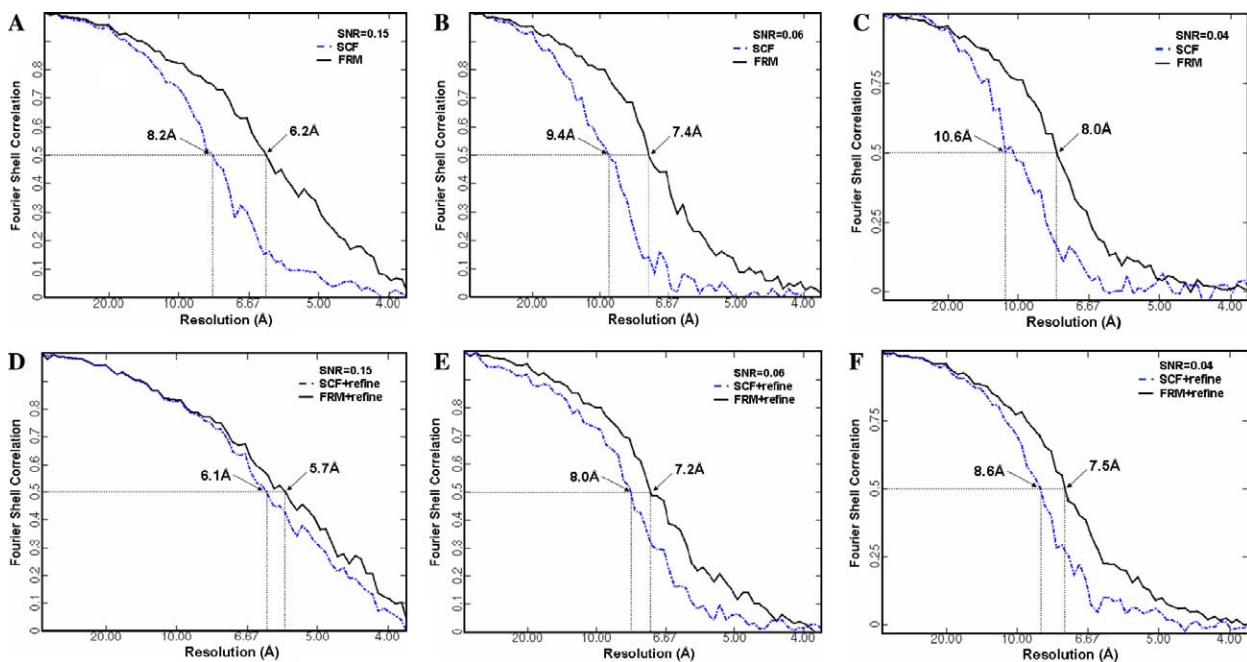 A
SNR=0.15
SCF
FRM
Fourier Shell Correlation
0 0.1 0.2 0.3 0.4 0.5 0.6 0.7 0.8 0.9
8.2Å
6.2Å
20.00 10.00 6.67 5.00 4.00
Resolution (Å)
B
SNR=0.06
SCF
FRM
Fourier Shell Correlation
0 0.1 0.2 0.3 0.4 0.5 0.6 0.7 0.8 0.9
9.4Å
7.4Å
20.00 10.00 6.67 5.00 4.00
Resolution (Å)
C
SNR=0.04
SCF
FRM
Fourier Shell Correlation
0 0.25 0.5 0.75
10.6Å
8.0Å
20.00 10.00 6.67 5.00 4.00
Resolution (Å)
D
SNR=0.15
SCF+refine
FRM+refine
Fourier Shell Correlation
0 0.1 0.2 0.3 0.4 0.5 0.6 0.7 0.8 0.9
6.1Å
5.7Å
20.00 10.00 6.67 5.00 4.00
Resolution (Å)
E
SNR=0.06
SCF+refine
FRM+refine
Fourier Shell Correlation
0 0.1 0.2 0.3 0.4 0.5 0.6 0.7 0.8 0.9
8.0Å
7.2Å
20.00 10.00 6.67 5.00 4.00
Resolution (Å)
F
SNR=0.04
SCF+refine
FRM+refine
Fourier Shell Correlation
0 0.25 0.5 0.75
8.6Å
7.5Å
20.00 10.00 6.67 5.00 4.00
Resolution (Å)